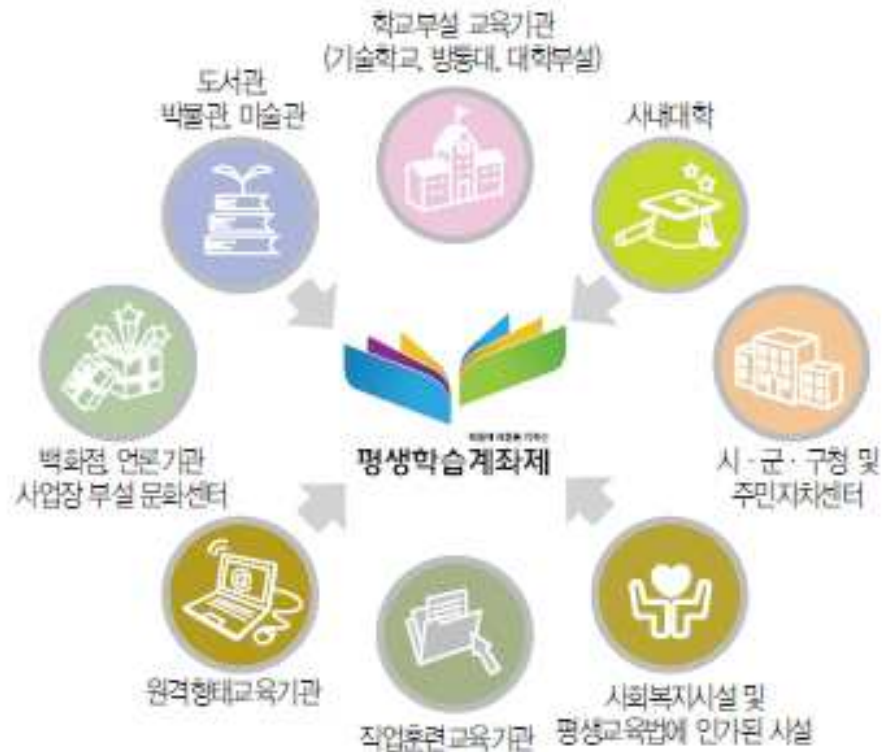 학교부설 교육기관
(기술학교, 방통대, 대학부설)
도서관,
박물관, 미술관
사내대학
백화점, 언론기관
사업장 부설 문화센터
평생학습계좌제
시·군·구청 및
주민자치센터
원격형태교육기관
직업훈련교육기관
사회복지시설 및
평생교육법에 인가된 시설